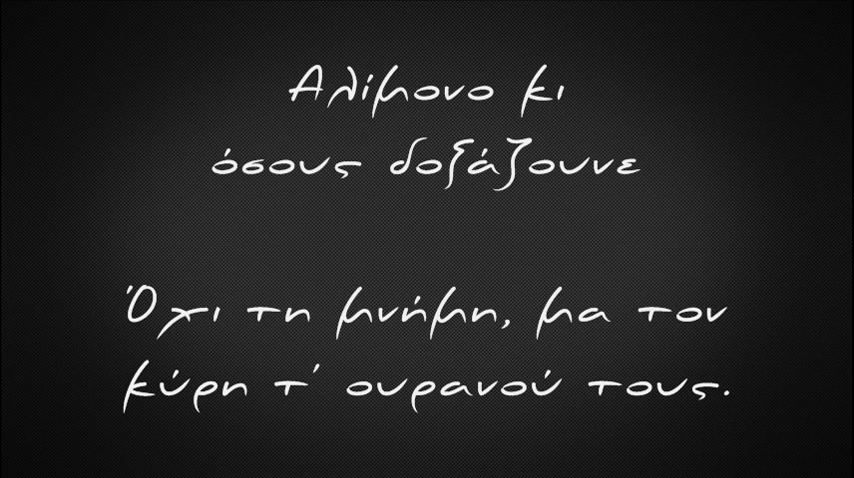 Αλίμονο κι
όσους δοξάζουνε
Όχι τη μνήμη, μα τον
κύρη τ' ουρανού τους.